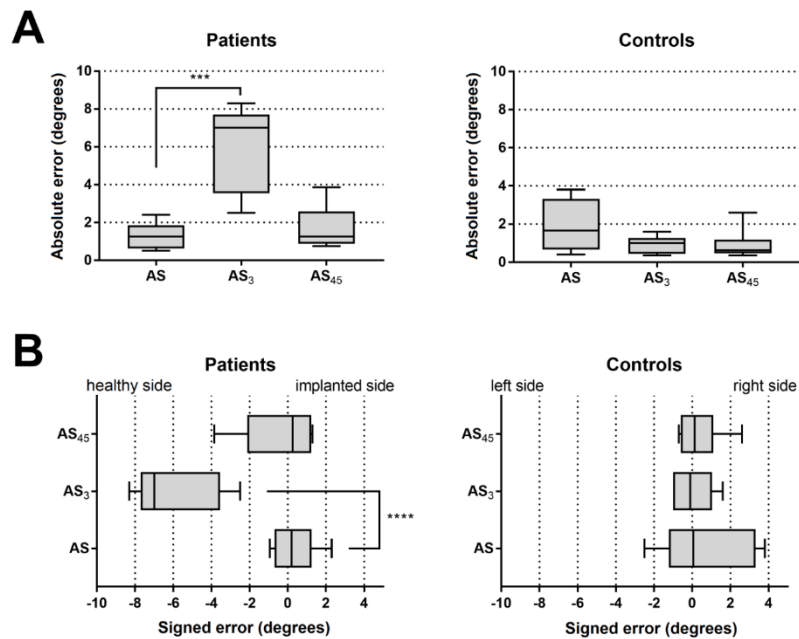 A
Patients
Controls
Absolute error (degrees)
10
8
6
4
2
0
***
AS
AS₃
AS₄₅
Absolute error (degrees)
10
8
6
4
2
0
AS
AS₃
AS₄₅
B
Patients
Controls
healthy side
implanted side
AS₄₅
AS₃
AS
****
-10
-8
-6
-4
-2
0
2
4
Signed error (degrees)
left side
right side
AS₄₅
AS₃
AS
-10
-8
-6
-4
-2
0
2
4
Signed error (degrees)